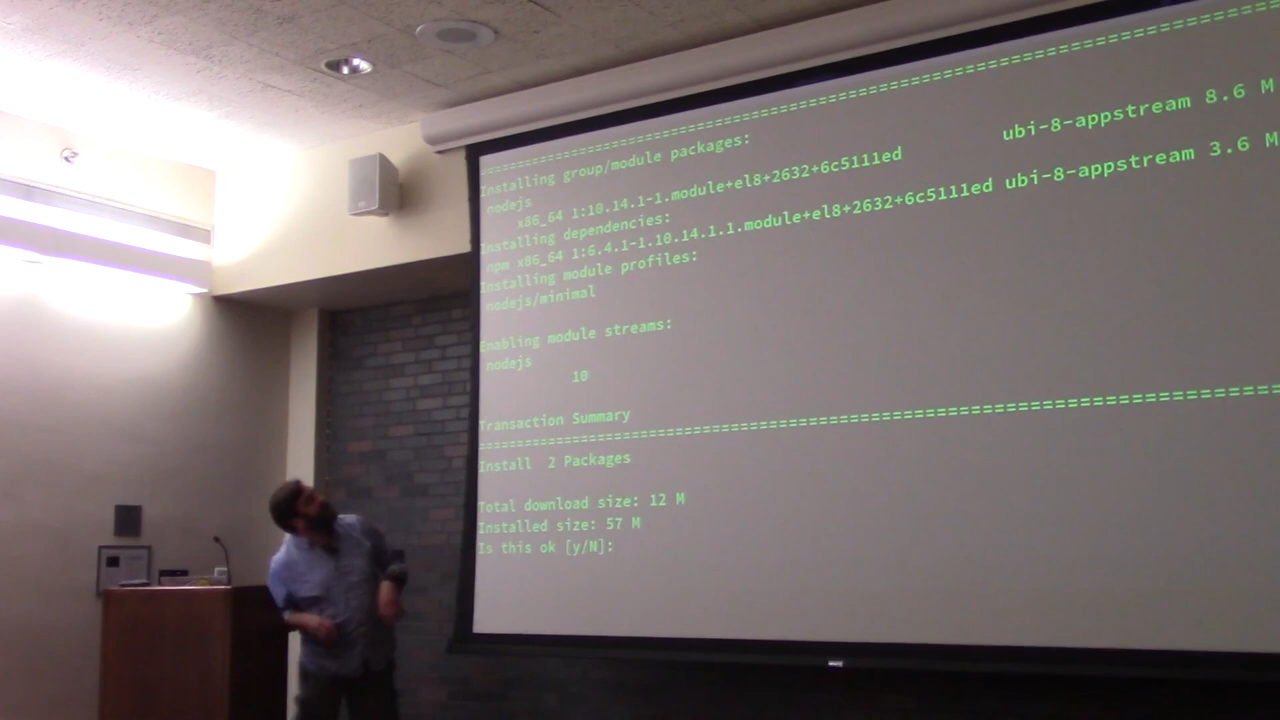 ================================================================
Installing group/module packages:
nodejs
x86_64 1:10.14.1-1.module+el8+2632+6c5111ed ubi-8-appstream 8.6 M
Installing dependencies:
npm x86_64 1:6.4.1-1.10.14.1.1.module+el8+2632+6c5111ed ubi-8-appstream 3.6 M
Installing module profiles:
nodejs/minimal
Enabling module streams:
nodejs
10
Transaction Summary
================================================================
Install 2 Packages
Total download size: 12 M
Installed size: 57 M
Is this ok [y/N]: